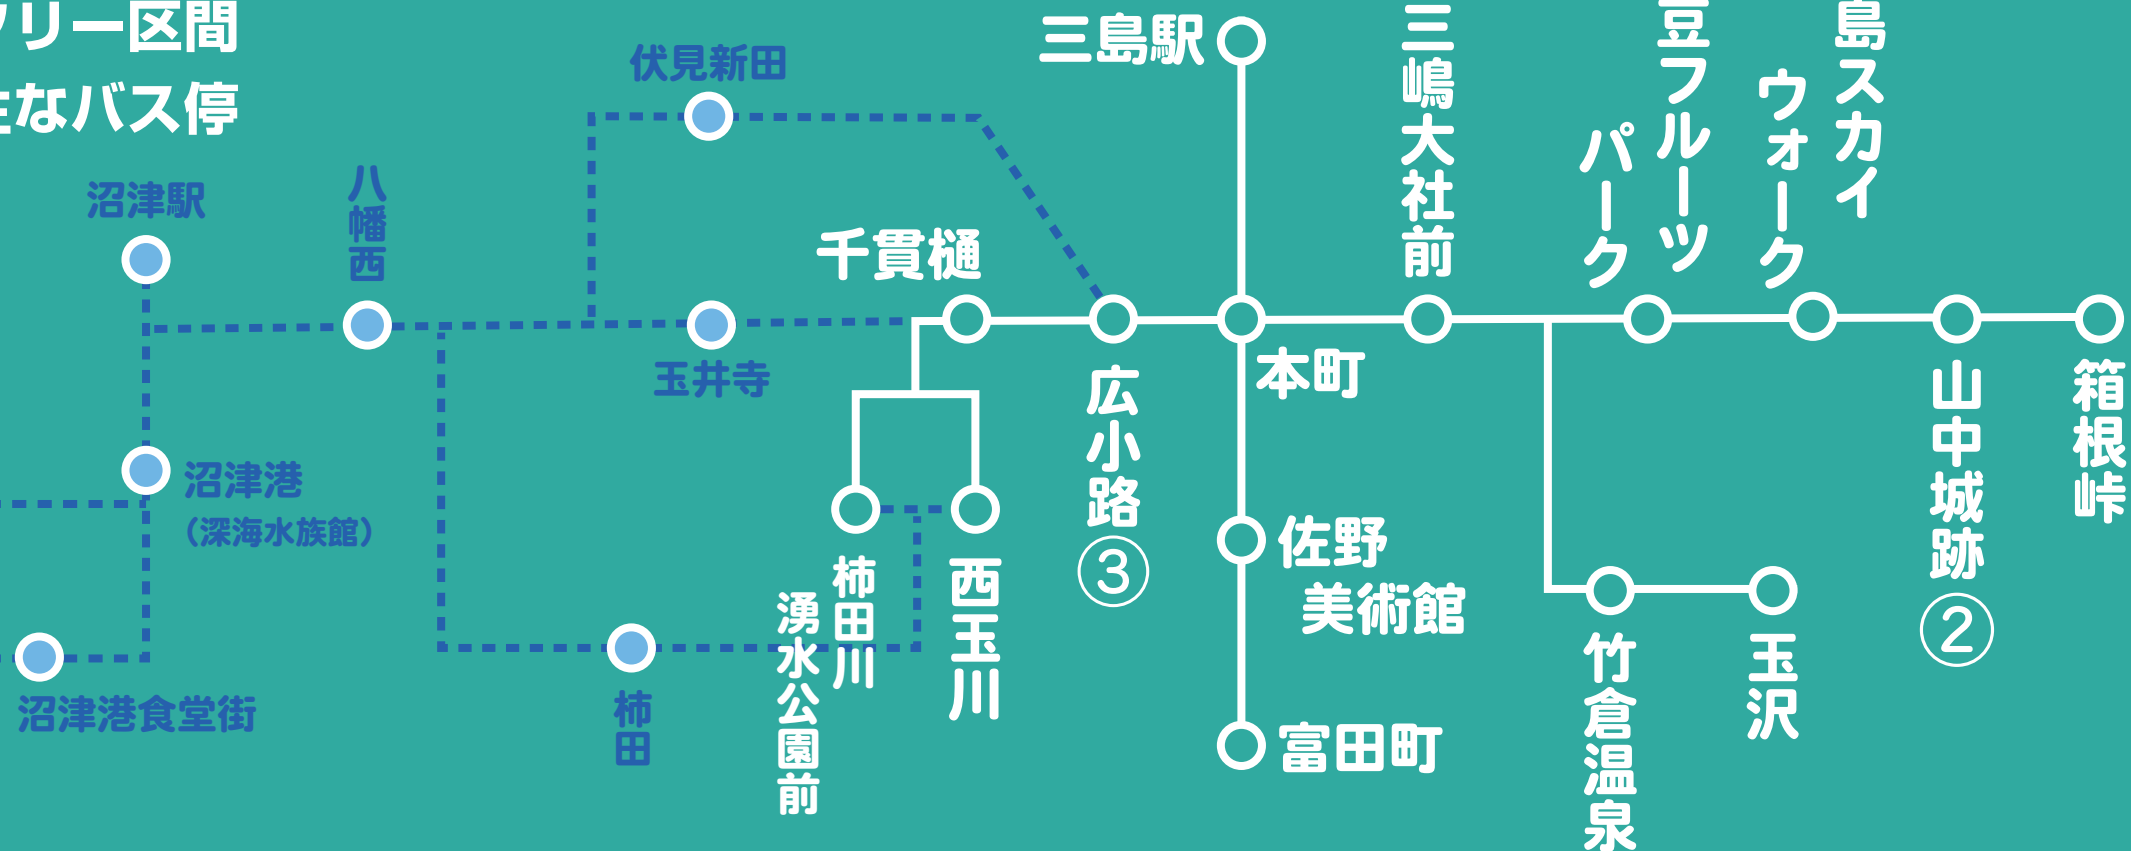 フリー区間
なバス停
伏見新田
沼津駅
八幡西
千貫樋
三島駅
三嶋大社前
豆フルーツ
パーク
島スカイ
ウォーク
玉井寺
沼津港
（深海水族館）
広小路
③
本町
佐野
美術館
富田町
山中城跡
②
箱根峠
沼津港食堂街
柿田
柿田川
湧水公園前
西玉川
竹倉温泉
玉沢